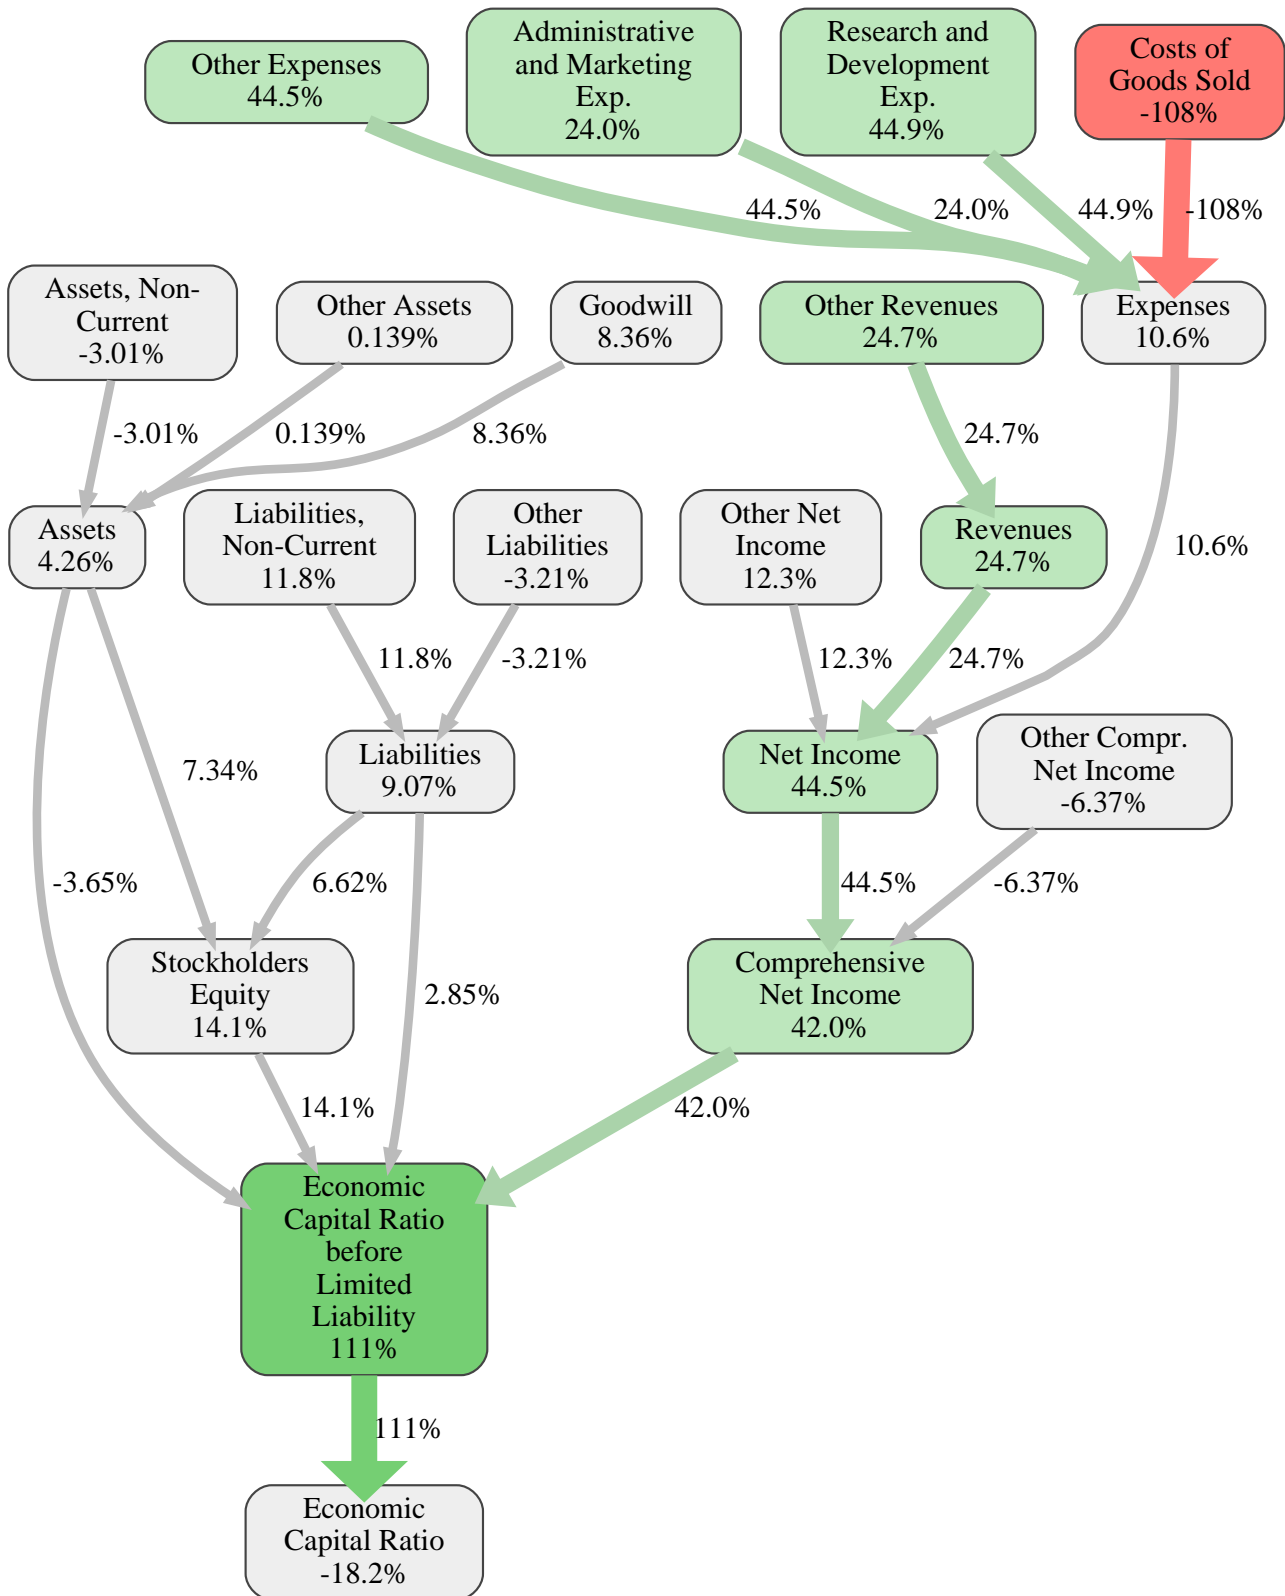 Other Expenses
44.5%
Administrative
and Marketing
Exp.
24.0%
Research and
Development
Exp.
44.9%
Costs of
Goods Sold
-108%
44.5%
24.0%
44.9%
-108%
Assets, Non-
Current
-3.01%
Other Assets
0.139%
Goodwill
8.36%
Other Revenues
24.7%
Expenses
10.6%
-3.01%
0.139%
8.36%
24.7%
Assets
4.26%
Liabilities,
Non-Current
11.8%
Other
Liabilities
-3.21%
Other Net
Income
12.3%
Revenues
24.7%
10.6%
11.8%
-3.21%
12.3%
24.7%
7.34%
Liabilities
9.07%
Net Income
44.5%
Other Compr.
Net Income
-6.37%
-3.65%
6.62%
44.5%
-6.37%
Stockholders
Equity
14.1%
2.85%
Comprehensive
Net Income
42.0%
14.1%
42.0%
Economic
Capital Ratio
before
Limited
Liability
111%
111%
Economic
Capital Ratio
-18.2%